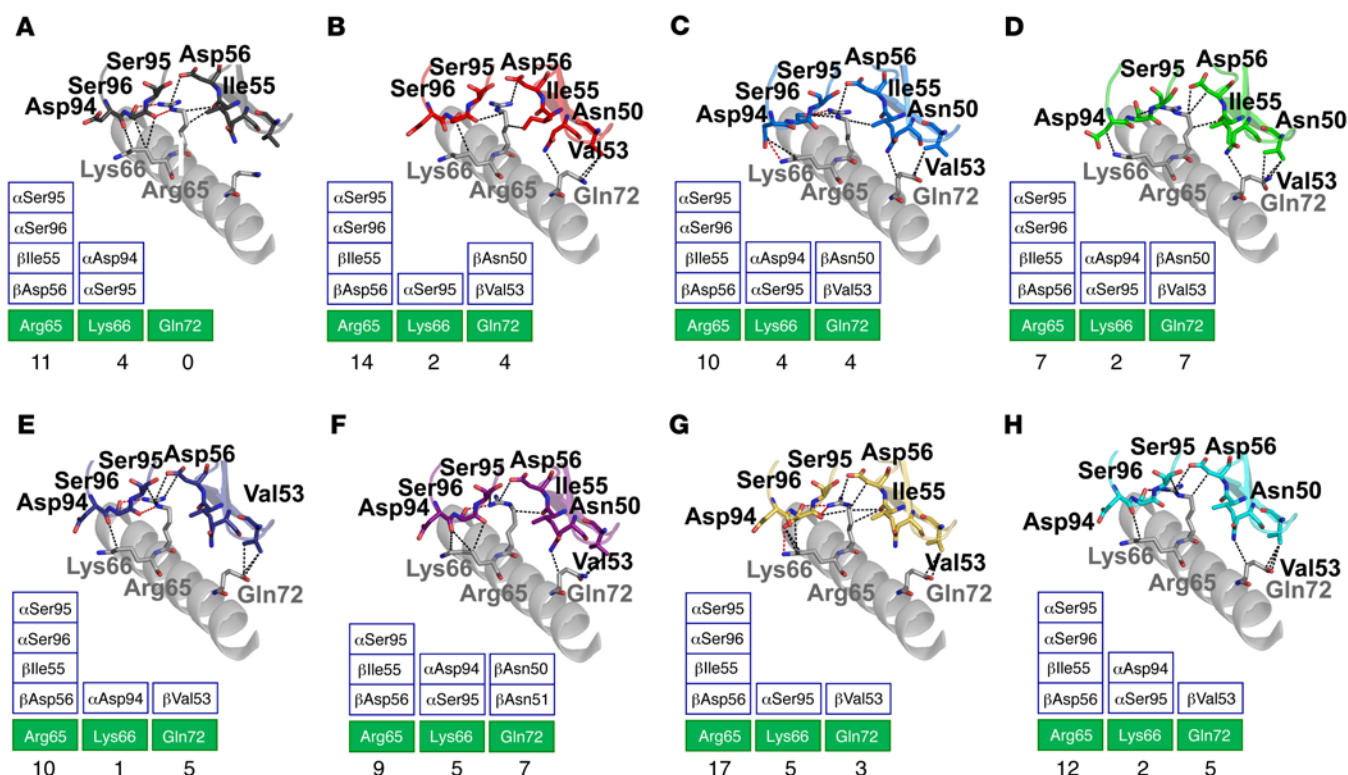 A
Ser95
Asp56
Ser96
Ile55
Asp94
Lys66
Arg65
αSer95
αSer96
βIle55
αAsp94
βAsp56
αSer95
Arg65
Lys66
Gln72
11
4
0
B
Ser95
Asp56
Ser96
Ile55
Asn50
Val53
Lys66
Arg65
Gln72
αSer95
αSer96
βIle55
βAsn50
βAsp56
αSer95
βVal53
Arg65
Lys66
Gln72
14
2
4
C
Ser95
Asp56
Ile55
Asp94
Asn50
Val53
Lys66
Arg65
Gln72
αSer95
αSer96
βIle55
αAsp94
βAsn50
βAsp56
αSer95
βVal53
Arg65
Lys66
Gln72
10
4
4
D
Ser95
Asp56
Ile55
Asp94
Asn50
Lys66
Arg65
Val53
Gln72
αSer95
αSer96
βIle55
αAsp94
βAsn50
βAsp56
αSer95
βVal53
Arg65
Lys66
Gln72
7
2
7
E
Ser95
Asp56
Ser96
Val53
Asp94
Lys66
Arg65
Gln72
αSer95
αSer96
βIle55
βAsp56
αAsp94
βVal53
Arg65
Lys66
Gln72
10
1
5
F
Ser95
Asp56
Ser96
Ile55
Asp94
Asn50
Val53
Lys66
Arg65
Gln72
αSer95
βIle55
αAsp94
βAsn50
βAsp56
αSer95
βAsn51
Arg65
Lys66
Gln72
9
5
7
G
Ser95
Asp56
Ser96
Ile55
Asp94
Asn50
Val53
Lys66
Arg65
Gln72
αSer95
αSer96
βIle55
βAsp56
αSer95
βVal53
Arg65
Lys66
Gln72
17
5
3
H
Ser95
Asp56
Ser96
Asn50
Asp94
Lys66
Val53
Arg65
Gln72
αSer95
αSer96
βIle55
αAsp94
βAsp56
αSer95
βVal53
Arg65
Lys66
Gln72
12
2
5